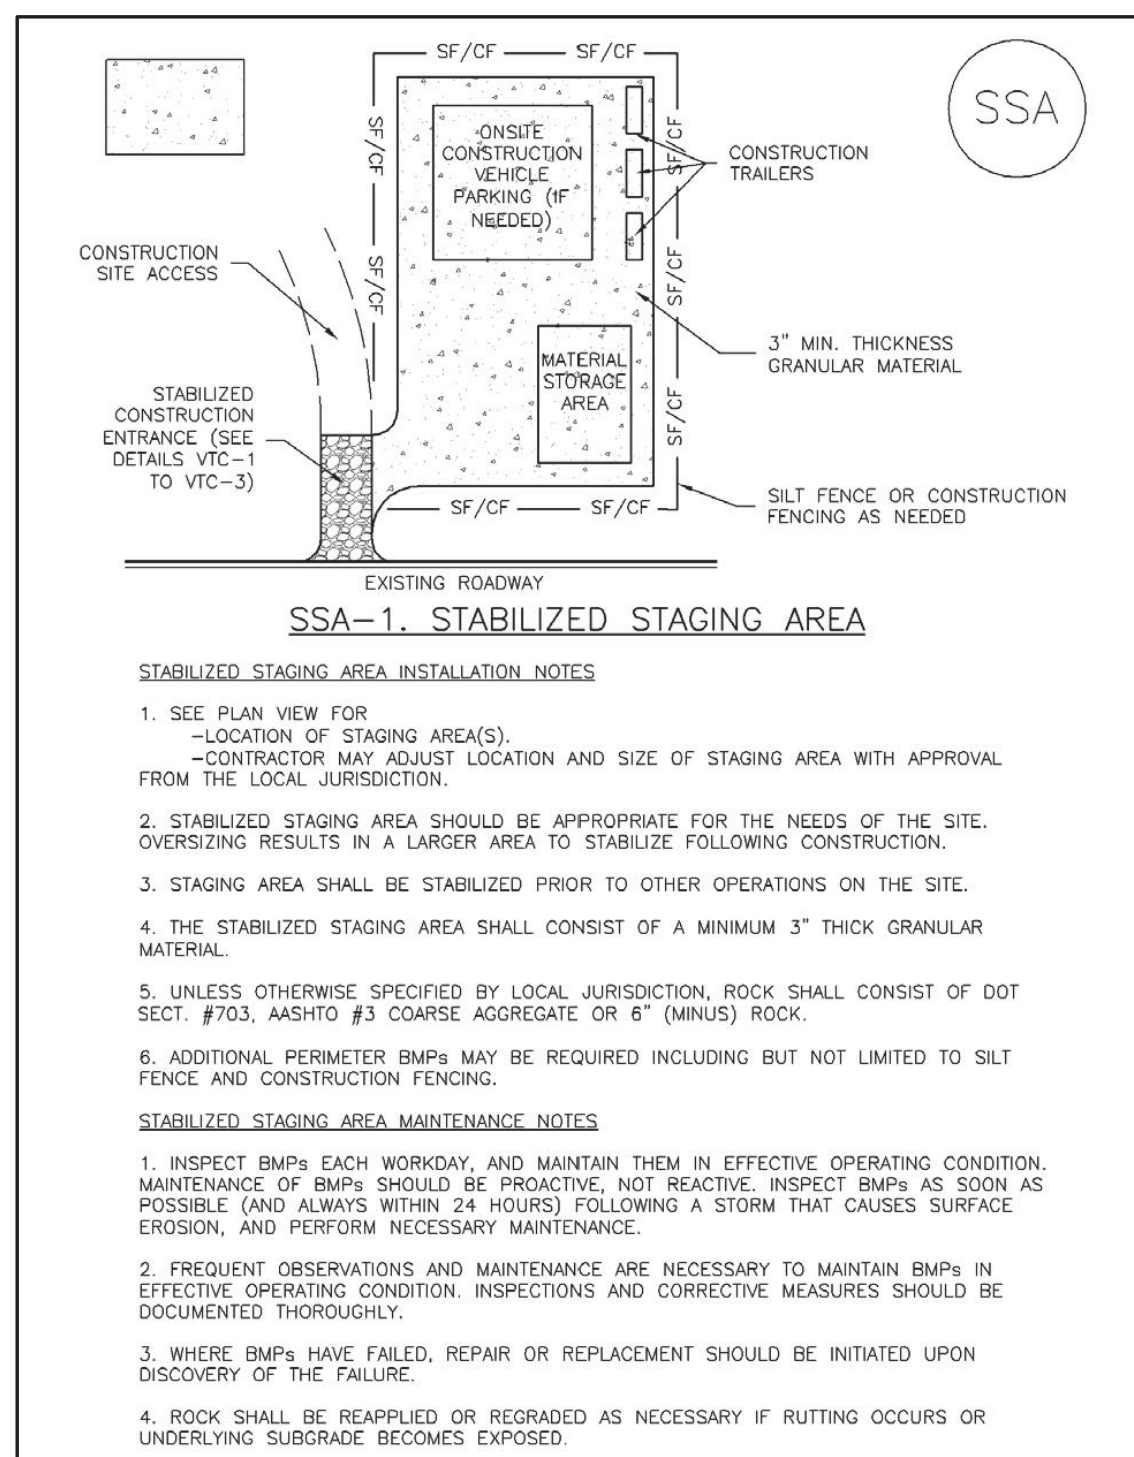 SF/CF SF/CF
SSA
SF/CF
ONSITE
CONSTRUCTION
VEHICLE
PARKING (IF
NEEDED)
SF/CF
CONSTRUCTION
TRAILERS
CONSTRUCTION
SITE ACCESS
SF/CF
SF/CF
3" MIN. THICKNESS
GRANULAR MATERIAL
MATERIAL
STORAGE
AREA
STABILIZED
CONSTRUCTION
ENTRANCE (SEE
DETAILS VTC-1
TO VTC-3)
SF/CF
SF/CF SF/CF
SILT FENCE OR CONSTRUCTION
FENCING AS NEEDED
EXISTING ROADWAY
SSA-1. STABILIZED STAGING AREA
STABILIZED STAGING AREA INSTALLATION NOTES
1. SEE PLAN VIEW FOR
-LOCATION OF STAGING AREA(S).
-CONTRACTOR MAY ADJUST LOCATION AND SIZE OF STAGING AREA WITH APPROVAL
FROM THE LOCAL JURISDICTION.
2. STABILIZED STAGING AREA SHOULD BE APPROPRIATE FOR THE NEEDS OF THE SITE.
OVERSIZING RESULTS IN A LARGER AREA TO STABILIZE FOLLOWING CONSTRUCTION.
3. STAGING AREA SHALL BE STABILIZED PRIOR TO OTHER OPERATIONS ON THE SITE.
4. THE STABILIZED STAGING AREA SHALL CONSIST OF A MINIMUM 3" THICK GRANULAR
MATERIAL.
5. UNLESS OTHERWISE SPECIFIED BY LOCAL JURISDICTION, ROCK SHALL CONSIST OF DOT
SECT. #703, AASHTO #3 COARSE AGGREGATE OR 6" (MINUS) ROCK.
6. ADDITIONAL PERIMETER BMPs MAY BE REQUIRED INCLUDING BUT NOT LIMITED TO SILT
FENCE AND CONSTRUCTION FENCING.
STABILIZED STAGING AREA MAINTENANCE NOTES
1. INSPECT BMPs EACH WORKDAY, AND MAINTAIN THEM IN EFFECTIVE OPERATING CONDITION.
MAINTENANCE OF BMPs SHOULD BE PROACTIVE, NOT REACTIVE. INSPECT BMPs AS SOON AS
POSSIBLE (AND ALWAYS WITHIN 24 HOURS) FOLLOWING A STORM THAT CAUSES SURFACE
EROSION, AND PERFORM NECESSARY MAINTENANCE.
2. FREQUENT OBSERVATIONS AND MAINTENANCE ARE NECESSARY TO MAINTAIN BMPs IN
EFFECTIVE OPERATING CONDITION. INSPECTIONS AND CORRECTIVE MEASURES SHOULD BE
DOCUMENTED THOROUGHLY.
3. WHERE BMPs HAVE FAILED, REPAIR OR REPLACEMENT SHOULD BE INITIATED UPON
DISCOVERY OF THE FAILURE.
4. ROCK SHALL BE REAPPLIED OR REGRADED AS NECESSARY IF RUTTING OCCURS OR
UNDERLYING SUBGRADE BECOMES EXPOSED.